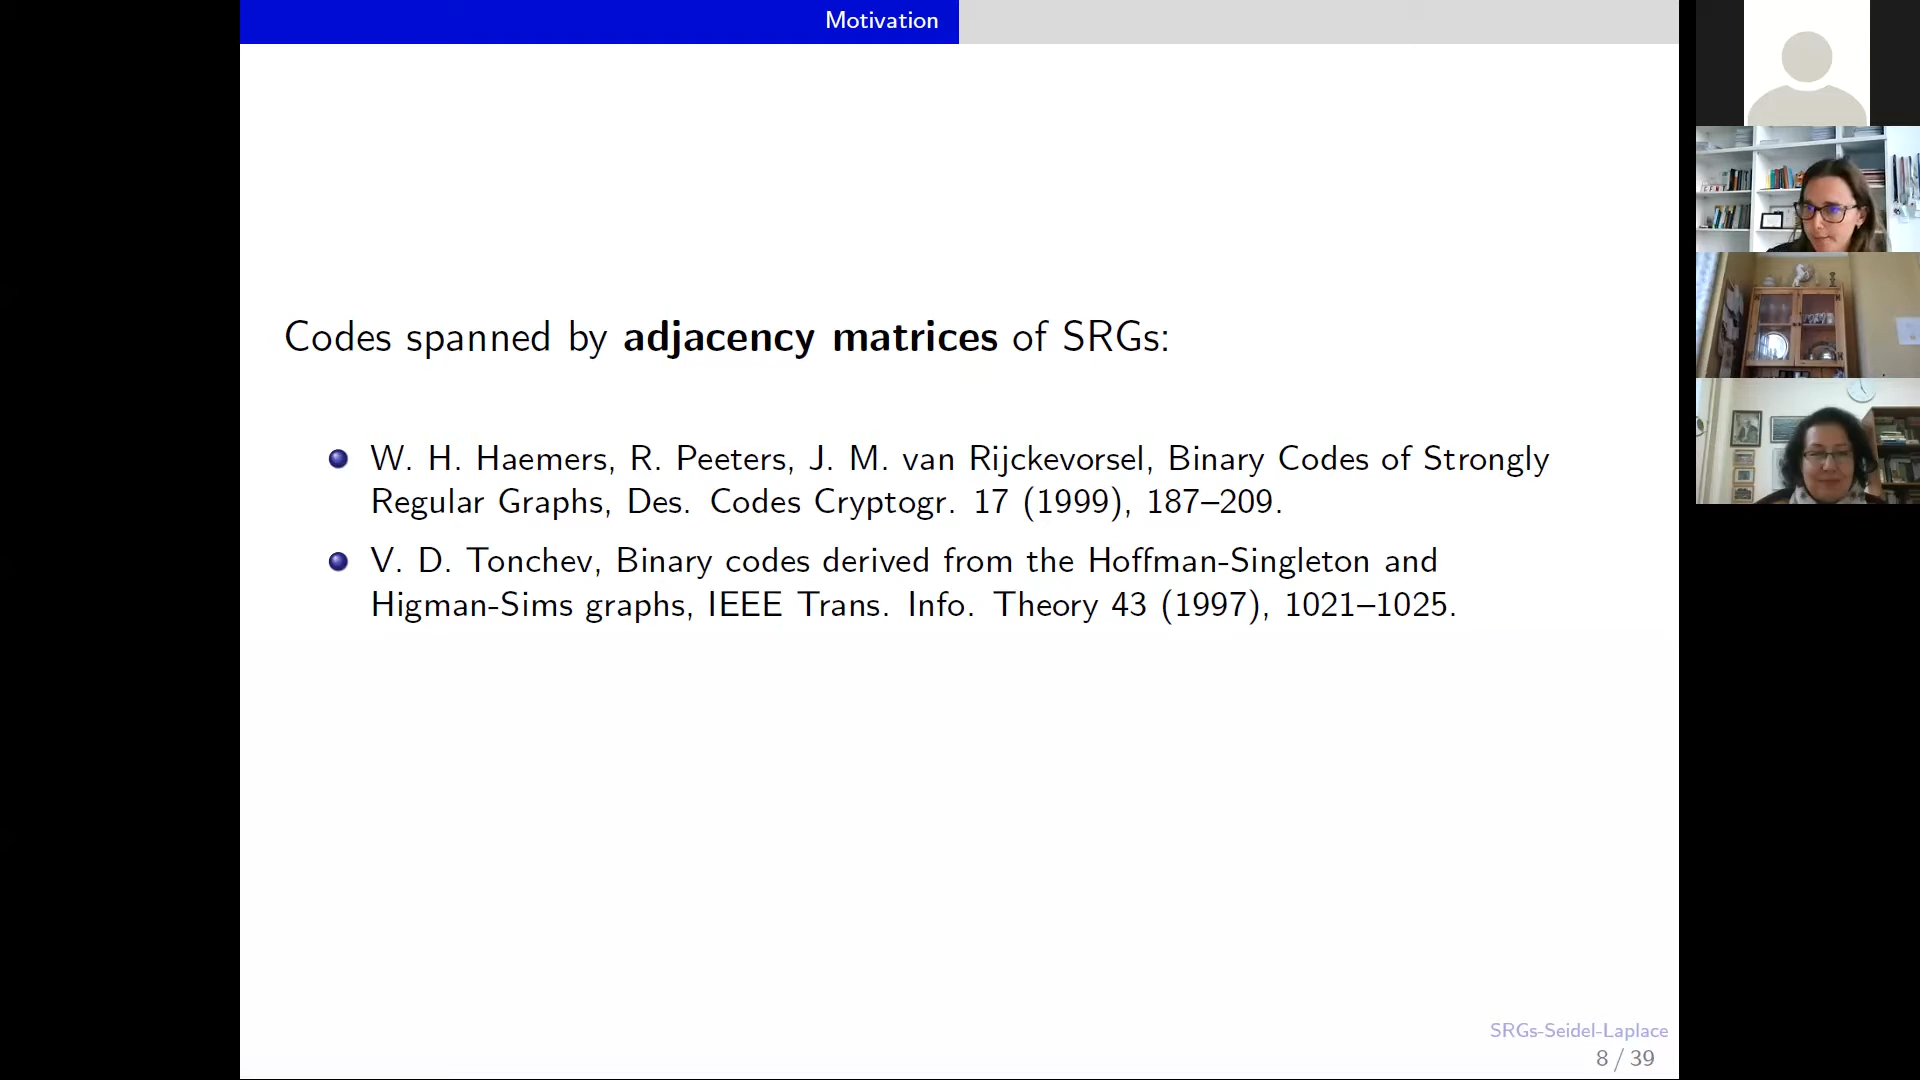 Motivation
Codes spanned by adjacency matrices of SRGs:
W. H. Haemers, R. Peeters, J. M. van Rijckevorsel, Binary Codes of Strongly
Regular Graphs, Des. Codes Cryptogr. 17 (1999), 187–209.
V. D. Tonchev, Binary codes derived from the Hoffman-Singleton and
Higman-Sims graphs, IEEE Trans. Info. Theory 43 (1997), 1021–1025.
SRGs-Seidel-Laplace
8 / 39